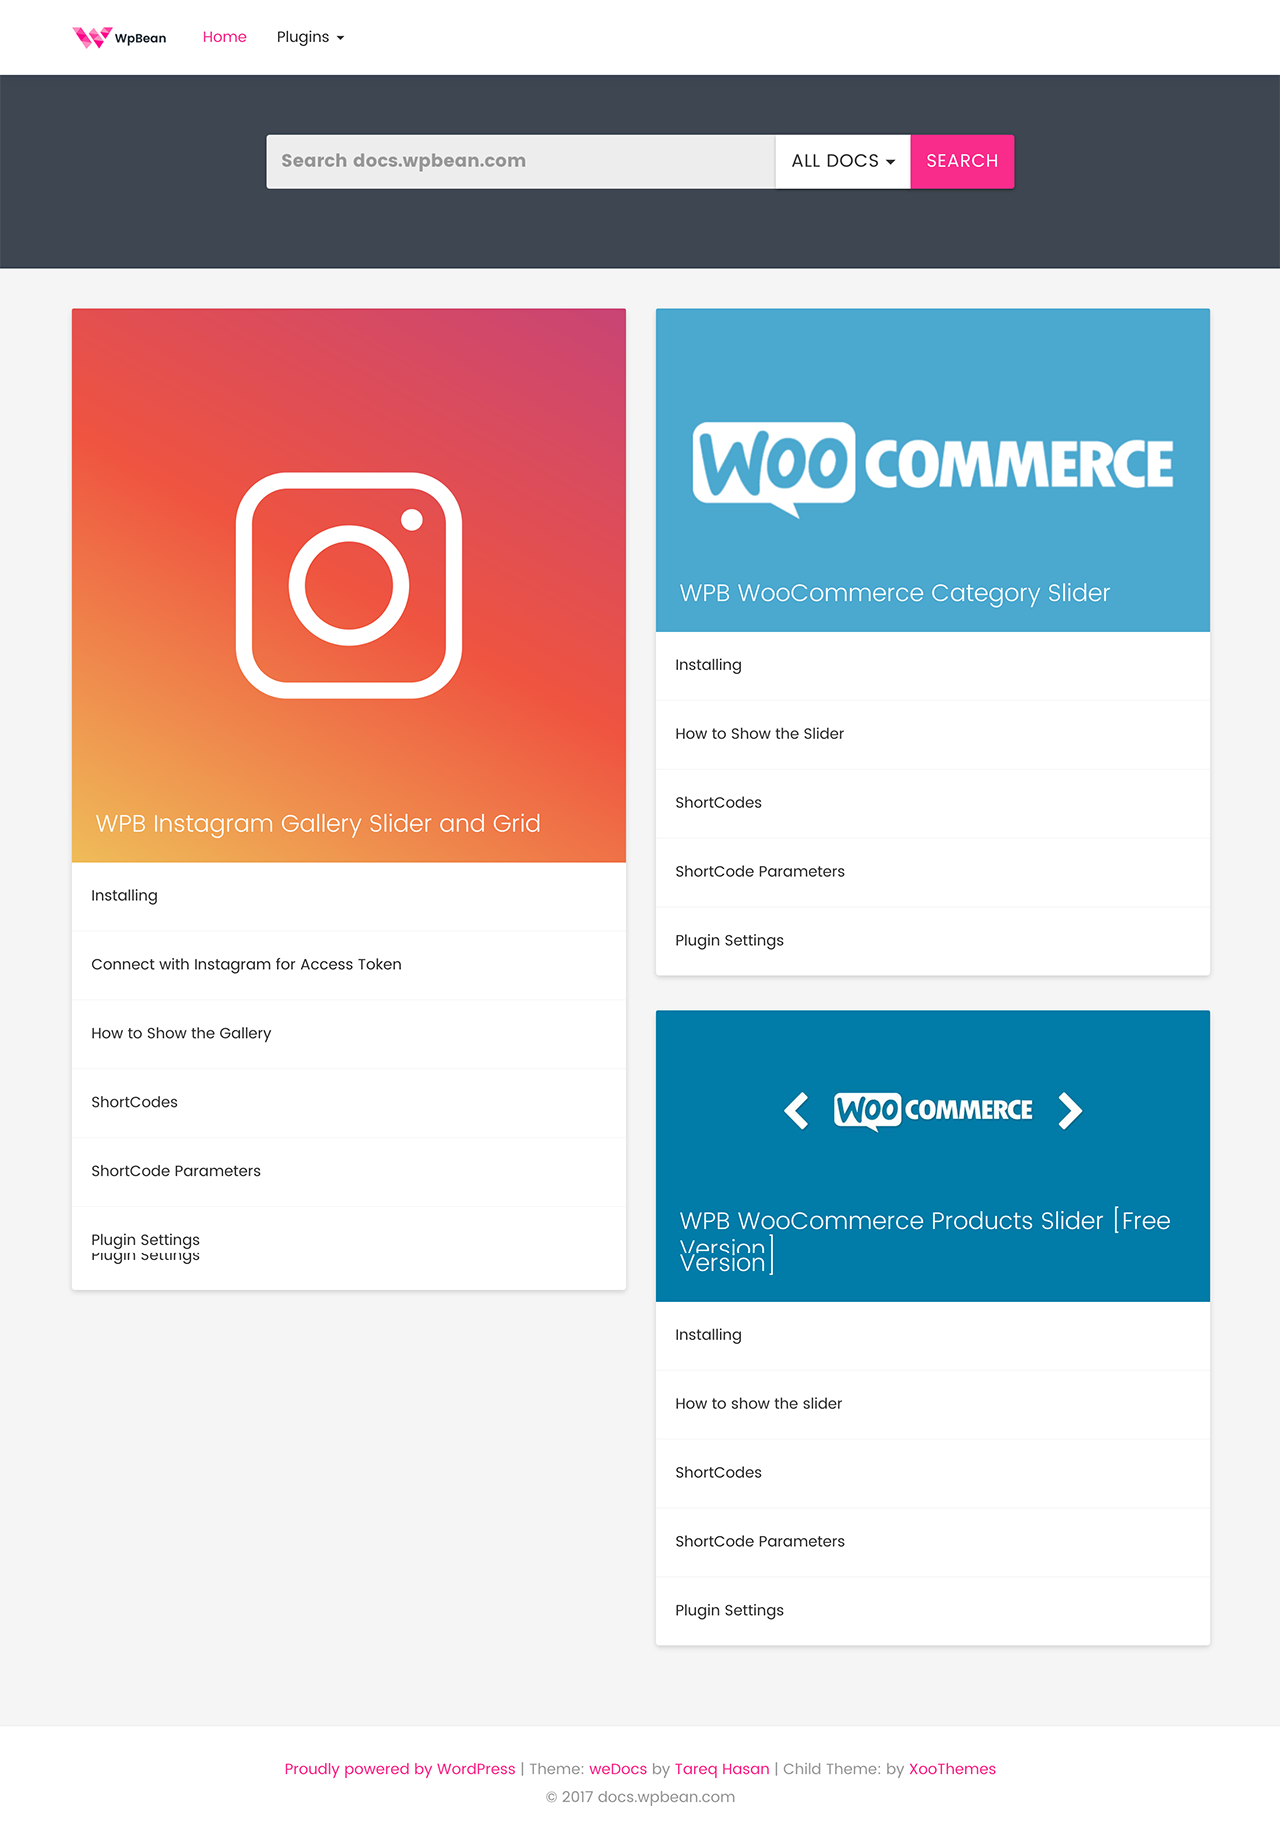 WpBean
Home
Plugins
Search docs.wpbean.com
ALL DOCS
SEARCH
WPB Instagram Gallery Slider and Grid
Installing
Connect with Instagram for Access Token
How to Show the Gallery
ShortCodes
ShortCode Parameters
Plugin Settings
Plugin Settings
WOO COMMERCE
WPB WooCommerce Category Slider
Installing
How to Show the Slider
ShortCodes
ShortCode Parameters
Plugin Settings
WOO COMMERCE
WPB WooCommerce Products Slider [Free
Version]
Version]
Installing
How to show the slider
ShortCodes
ShortCode Parameters
Plugin Settings
Proudly powered by WordPress | Theme: weDocs by Tareq Hasan | Child Theme: by XooThemes
© 2017 docs.wpbean.com